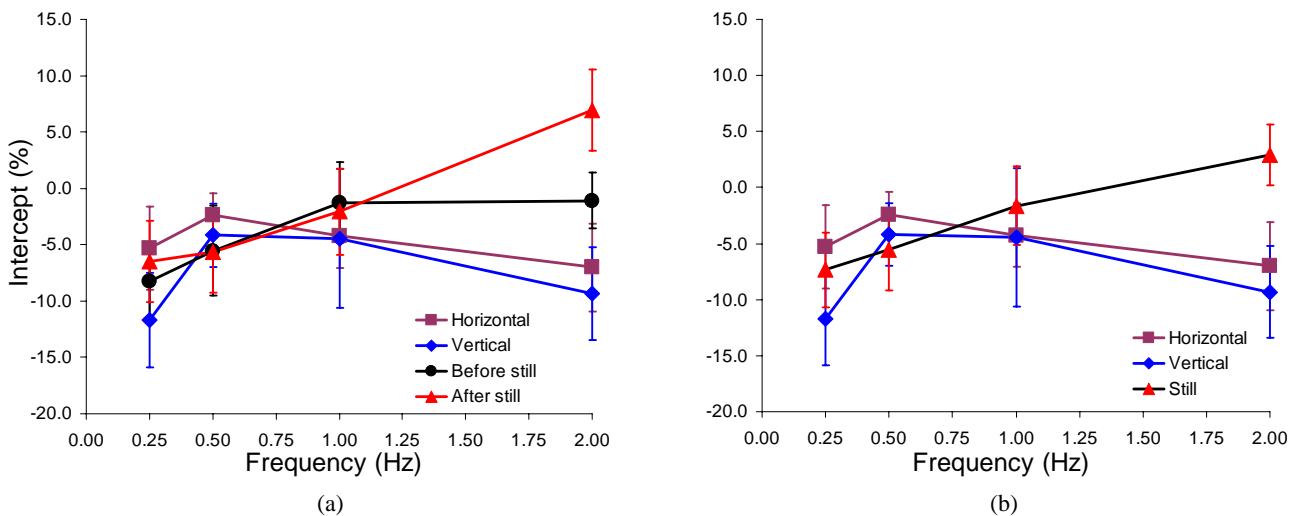 15.0
10.0
5.0
0.0
-5.0
-10.0
-15.0
-20.0
Intercept (%)
0.00 0.25 0.50 0.75 1.00 1.25 1.50 1.75 2.00
Frequency (Hz)
Horizontal
Vertical
Before still
After still
(a)
15.0
10.0
5.0
0.0
-5.0
-10.0
-15.0
-20.0
0.00 0.25 0.50 0.75 1.00 1.25 1.50 1.75 2.00
Frequency (Hz)
Horizontal
Vertical
Still
(b)